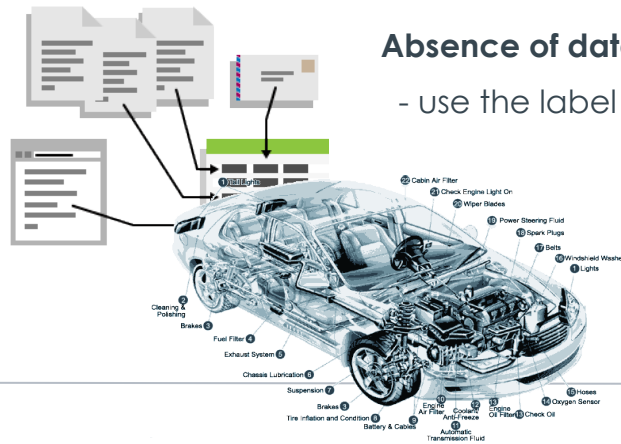 Absence of dat
- use the label
22 Cabin Air Filter
1 Tail Lights
21 Check Engine Light On
20 Wiper Blades
19 Power Steering Fluid
18 Spark Plugs
17 Belts
16 Windshield Washe
1 Lights
2
Cleaning &
Polishing
Brakes 3
Fuel Filter 4
Exhaust System 5
Chassis Lubrication 6
Suspension 7
Brakes 3
Tire Inflation and Condition 8
Battery & Cables
9
10
Engine
Air Filter
11
Automatic
Transmission Fluid
12
Coolant
Anti-Freeze
13
Engine
Oil Filter
13 Check Oil
14 Oxygen Sensor
15 Hoses